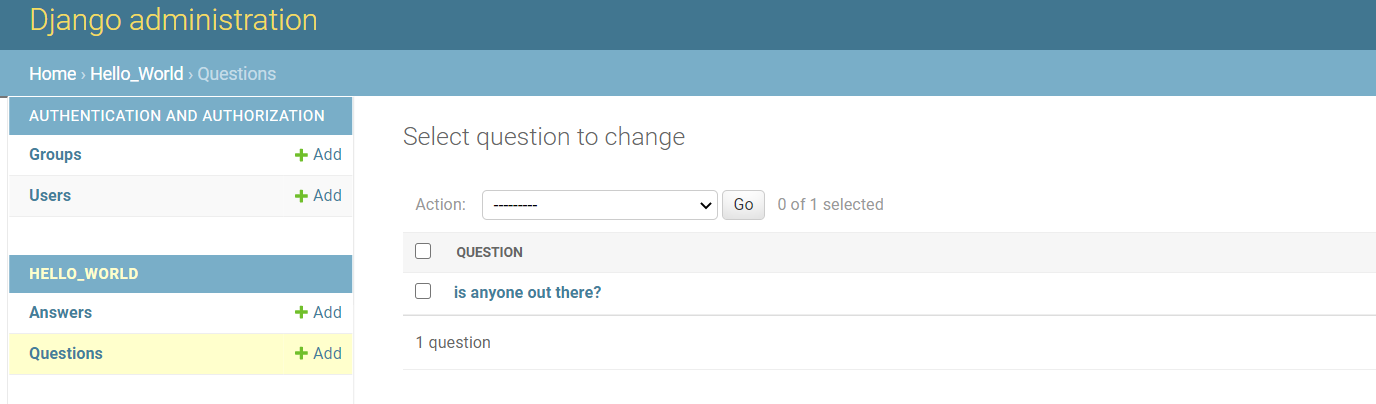 Django administration
Home › Hello_World › Questions
AUTHENTICATION AND AUTHORIZATION
Groups + Add
Users + Add
HELLO_WORLD
Answers + Add
Questions + Add
Select question to change
Action: --------- Go 0 of 1 selected
QUESTION
is anyone out there?
1 question